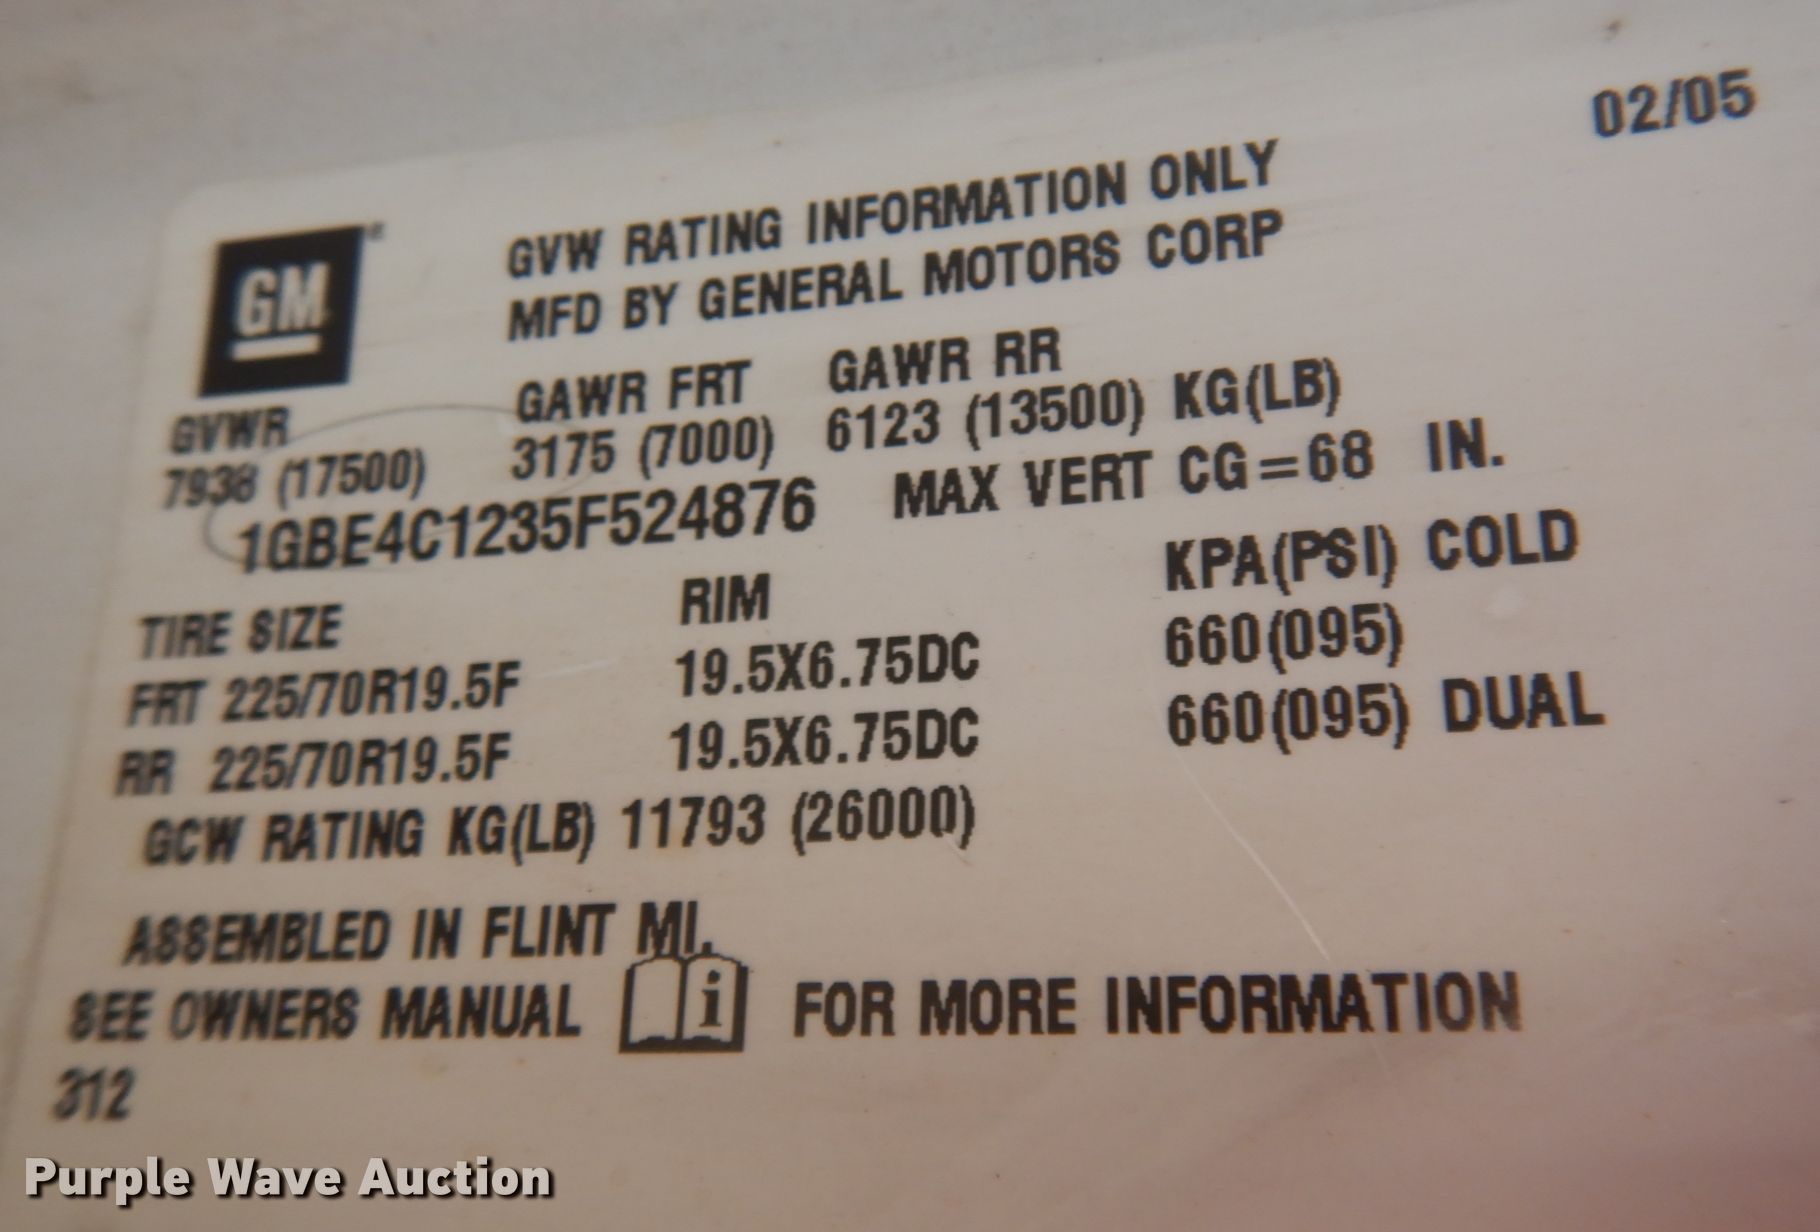 02/05
GM
GVW RATING INFORMATION ONLY
MFD BY GENERAL MOTORS CORP
GVWR GAWR FRT GAWR RR
7938 (17500) 3175 (7000) 6123 (13500) KG(LB)
1GBE4C1235F524876 MAX VERT CG=68 IN.
TIRE SIZE RIM KPA(PSI) COLD
FRT 225/70R19.5F 19.5X6.75DC 660(095)
RR 225/70R19.5F 19.5X6.75DC 660(095) DUAL
GCW RATING KG(LB) 11793 (26000)
ASSEMBLED IN FLINT MI.
SEE OWNERS MANUAL i FOR MORE INFORMATION
312
Purple Wave Auction